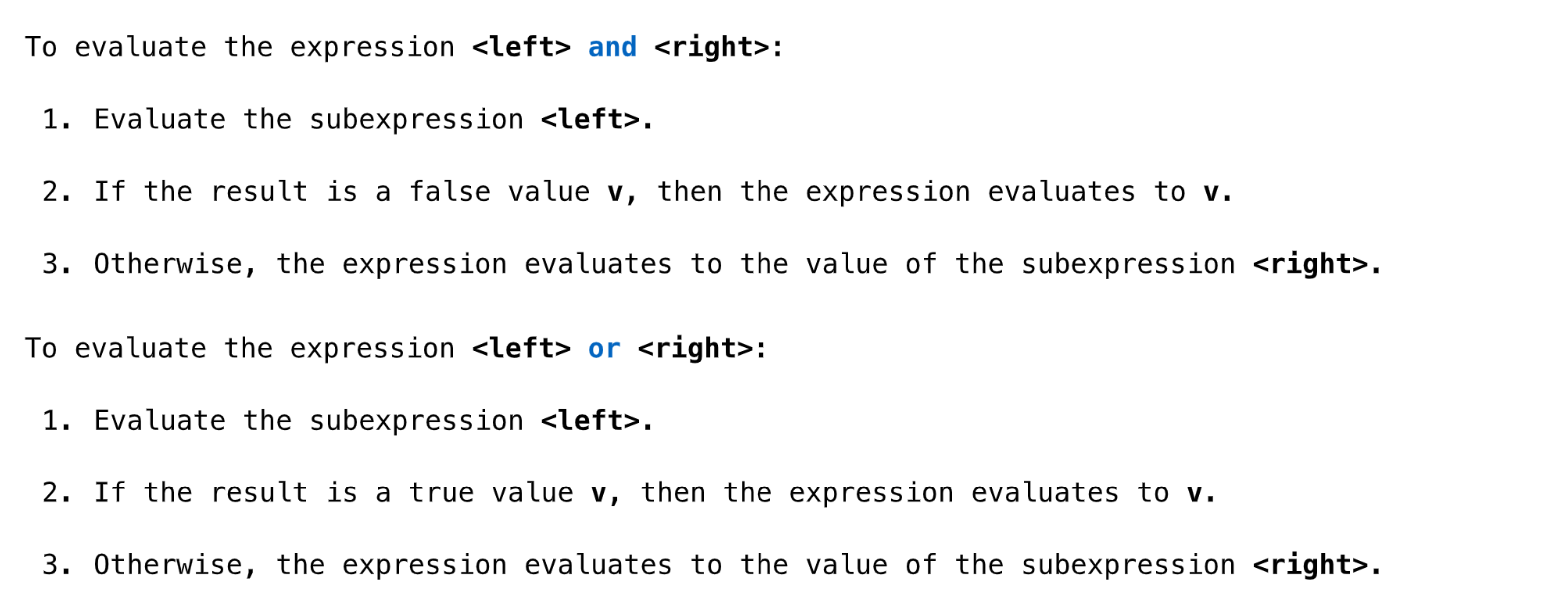 To evaluate the expression <left> and <right>:
1. Evaluate the subexpression <left>.
2. If the result is a false value v, then the expression evaluates to v.
3. Otherwise, the expression evaluates to the value of the subexpression <right>.
To evaluate the expression <left> or <right>:
1. Evaluate the subexpression <left>.
2. If the result is a true value v, then the expression evaluates to v.
3. Otherwise, the expression evaluates to the value of the subexpression <right>.